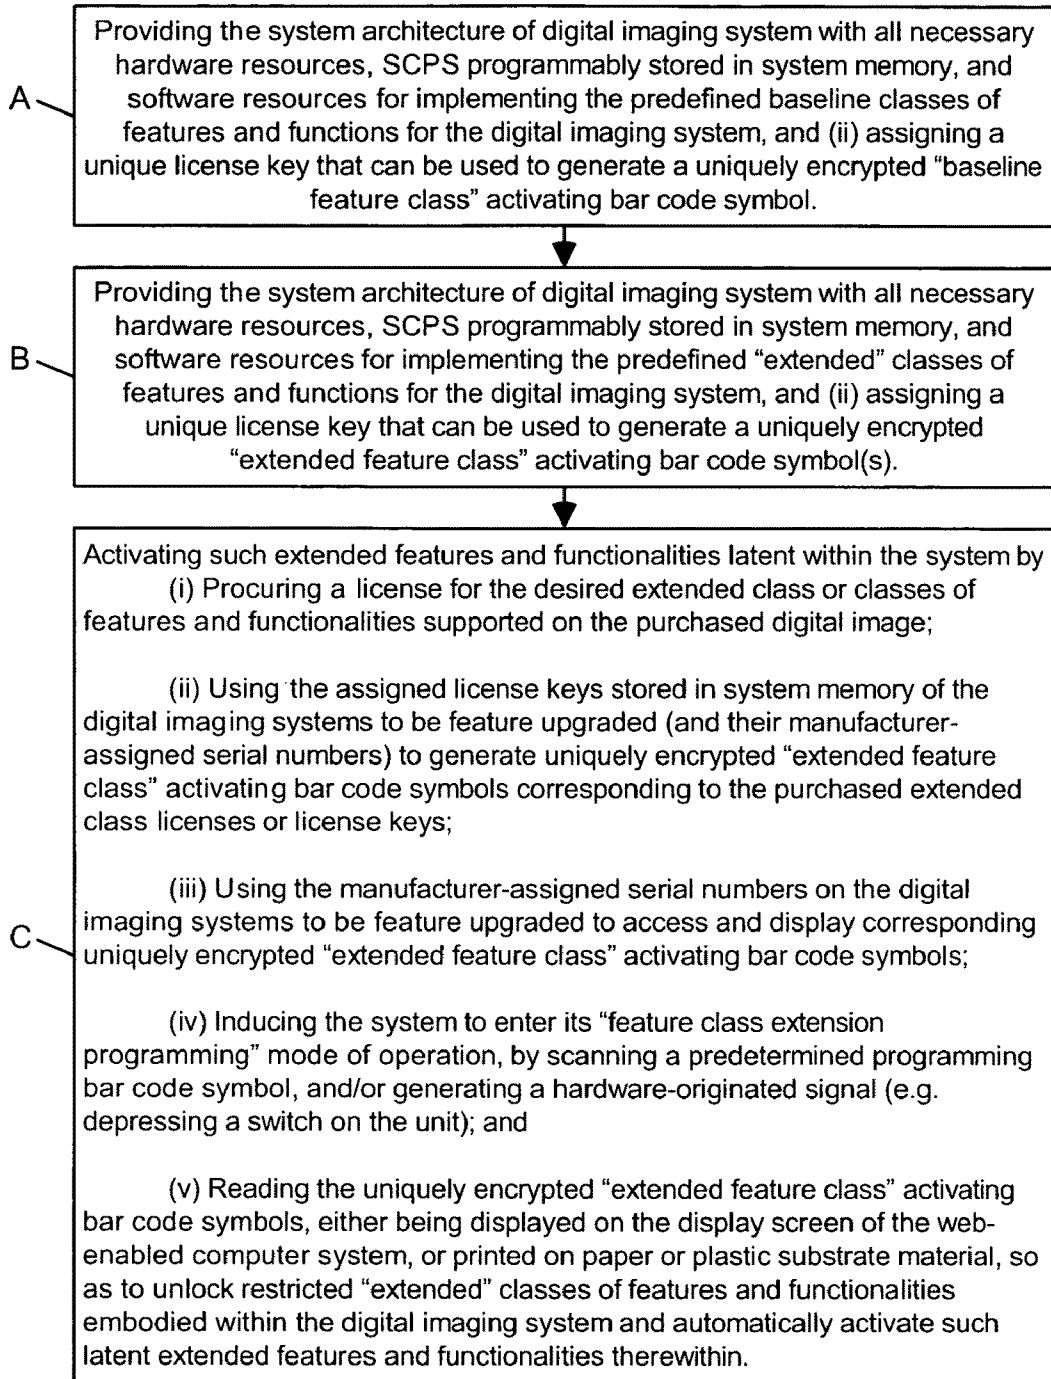 Providing the system architecture of digital imaging system with all necessary
hardware resources, SCPS programmably stored in system memory, and
software resources for implementing the predefined baseline classes of
features and functions for the digital imaging system, and (ii) assigning a
unique license key that can be used to generate a uniquely encrypted “baseline
feature class” activating bar code symbol.
A
Providing the system architecture of digital imaging system with all necessary
hardware resources, SCPS programmably stored in system memory, and
software resources for implementing the predefined “extended” classes of
features and functions for the digital imaging system, and (ii) assigning a
unique license key that can be used to generate a uniquely encrypted
“extended feature class” activating bar code symbol(s).
B
Activating such extended features and functionalities latent within the system by
(i) Procuring a license for the desired extended class or classes of
features and functionalities supported on the purchased digital image;
(ii) Using the assigned license keys stored in system memory of the
digital imaging systems to be feature upgraded (and their manufacturer-
assigned serial numbers) to generate uniquely encrypted “extended feature
class” activating bar code symbols corresponding to the purchased extended
class licenses or license keys;
(iii) Using the manufacturer-assigned serial numbers on the digital
imaging systems to be feature upgraded to access and display corresponding
uniquely encrypted “extended feature class” activating bar code symbols;
C
(iv) Inducing the system to enter its “feature class extension
programming” mode of operation, by scanning a predetermined programming
bar code symbol, and/or generating a hardware-originated signal (e.g.
depressing a switch on the unit); and
(v) Reading the uniquely encrypted “extended feature class” activating
bar code symbols, either being displayed on the display screen of the web-
enabled computer system, or printed on paper or plastic substrate material, so
as to unlock restricted “extended” classes of features and functionalities
embodied within the digital imaging system and automatically activate such
latent extended features and functionalities therewithin.